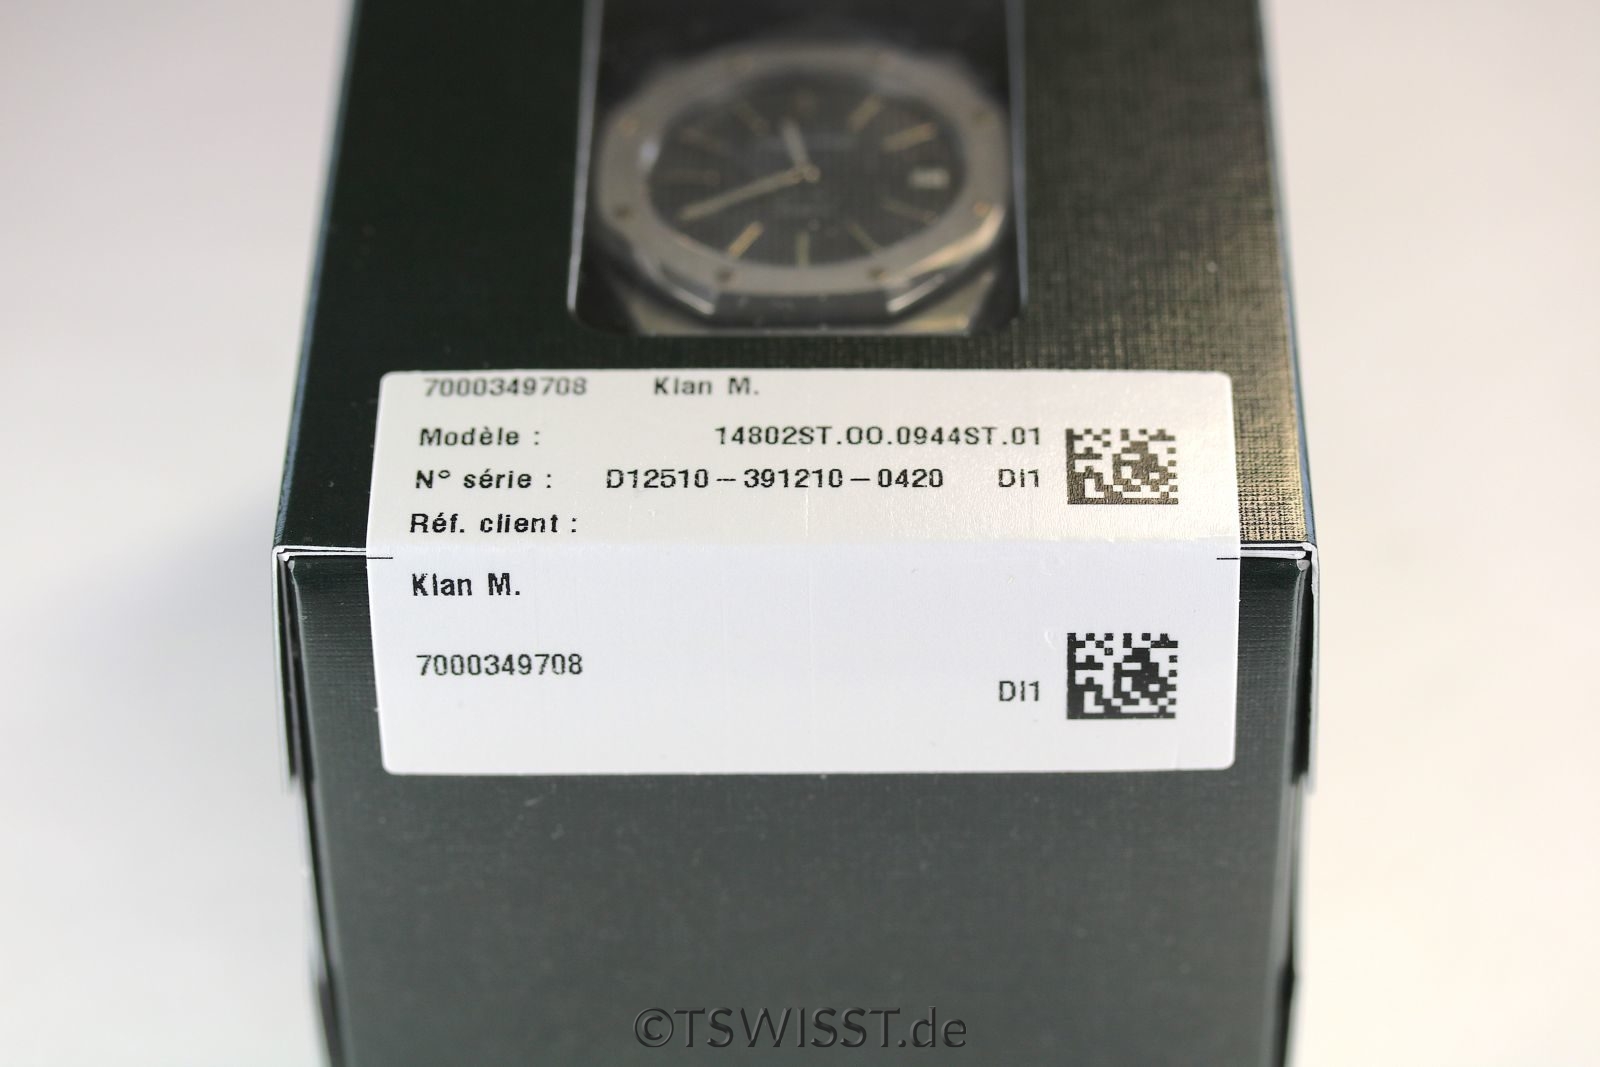 7000349708 Klan M.
Modèle : 14802ST.OO.0944ST.01
N° série : D12510-391210-0420 DI1
Réf. client :
Klan M.
7000349708
DI1
©TSWISST.de